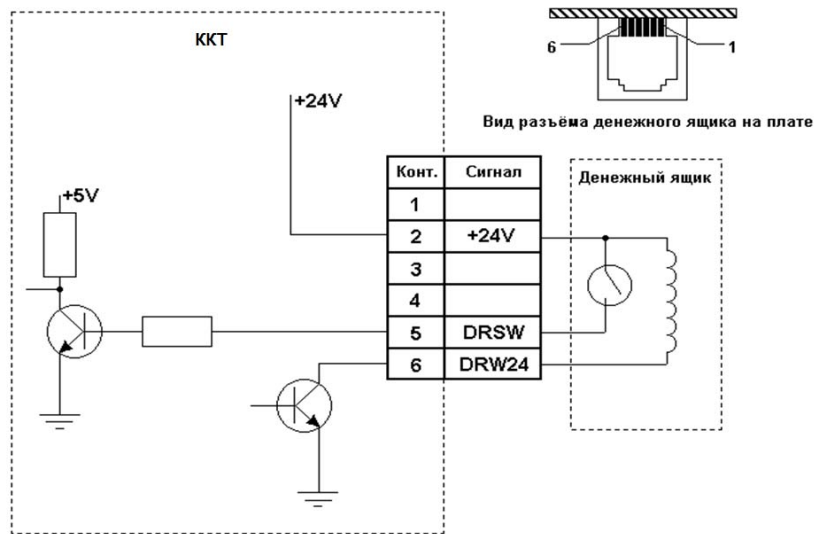 ККТ
6
1
Вид разъёма денежного ящика на плате
+24V
+5V
Конт. Сигнал
1
2 +24V
3
4
5 DRSW
6 DRW24
Денежный ящик